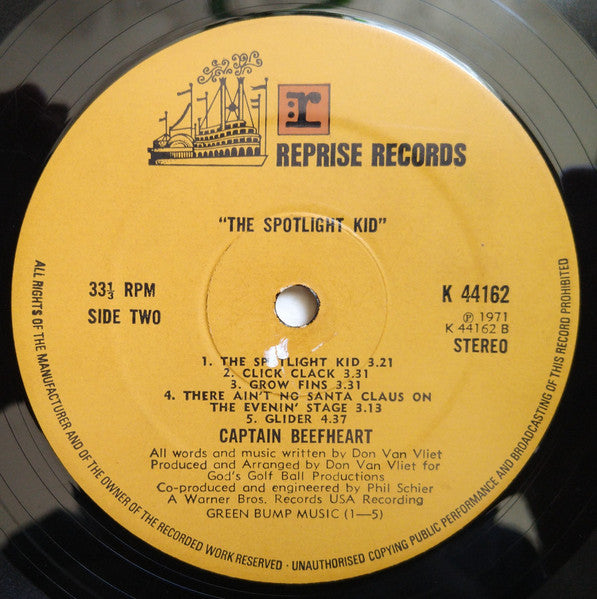 r
REPRISE RECORDS
"THE SPOTLIGHT KID"
33⅓ RPM
SIDE TWO
K 44162
℗ 1971
K 44162 B
STEREO
1. THE SPOTLIGHT KID 3.21
2. CLICK CLACK 3.31
3. GROW FINS 3.31
4. THERE AIN'T NO SANTA CLAUS ON
THE EVENIN' STAGE 3.13
5. GLIDER 4.37
CAPTAIN BEEFHEART
All words and music written by Don Van Vliet
Produced and Arranged by Don Van Vliet for
God's Golf Ball Productions
Co-produced and engineered by Phil Schier
A Warner Bros. Records USA Recording
GREEN BUMP MUSIC (1—5)
ALL RIGHTS OF THE MANUFACTURER AND OF THE OWNER OF THE RECORDED WORK RESERVED · UNAUTHORISED COPYING PUBLIC PERFORMANCE AND BROADCASTING OF THIS RECORD PROHIBITED